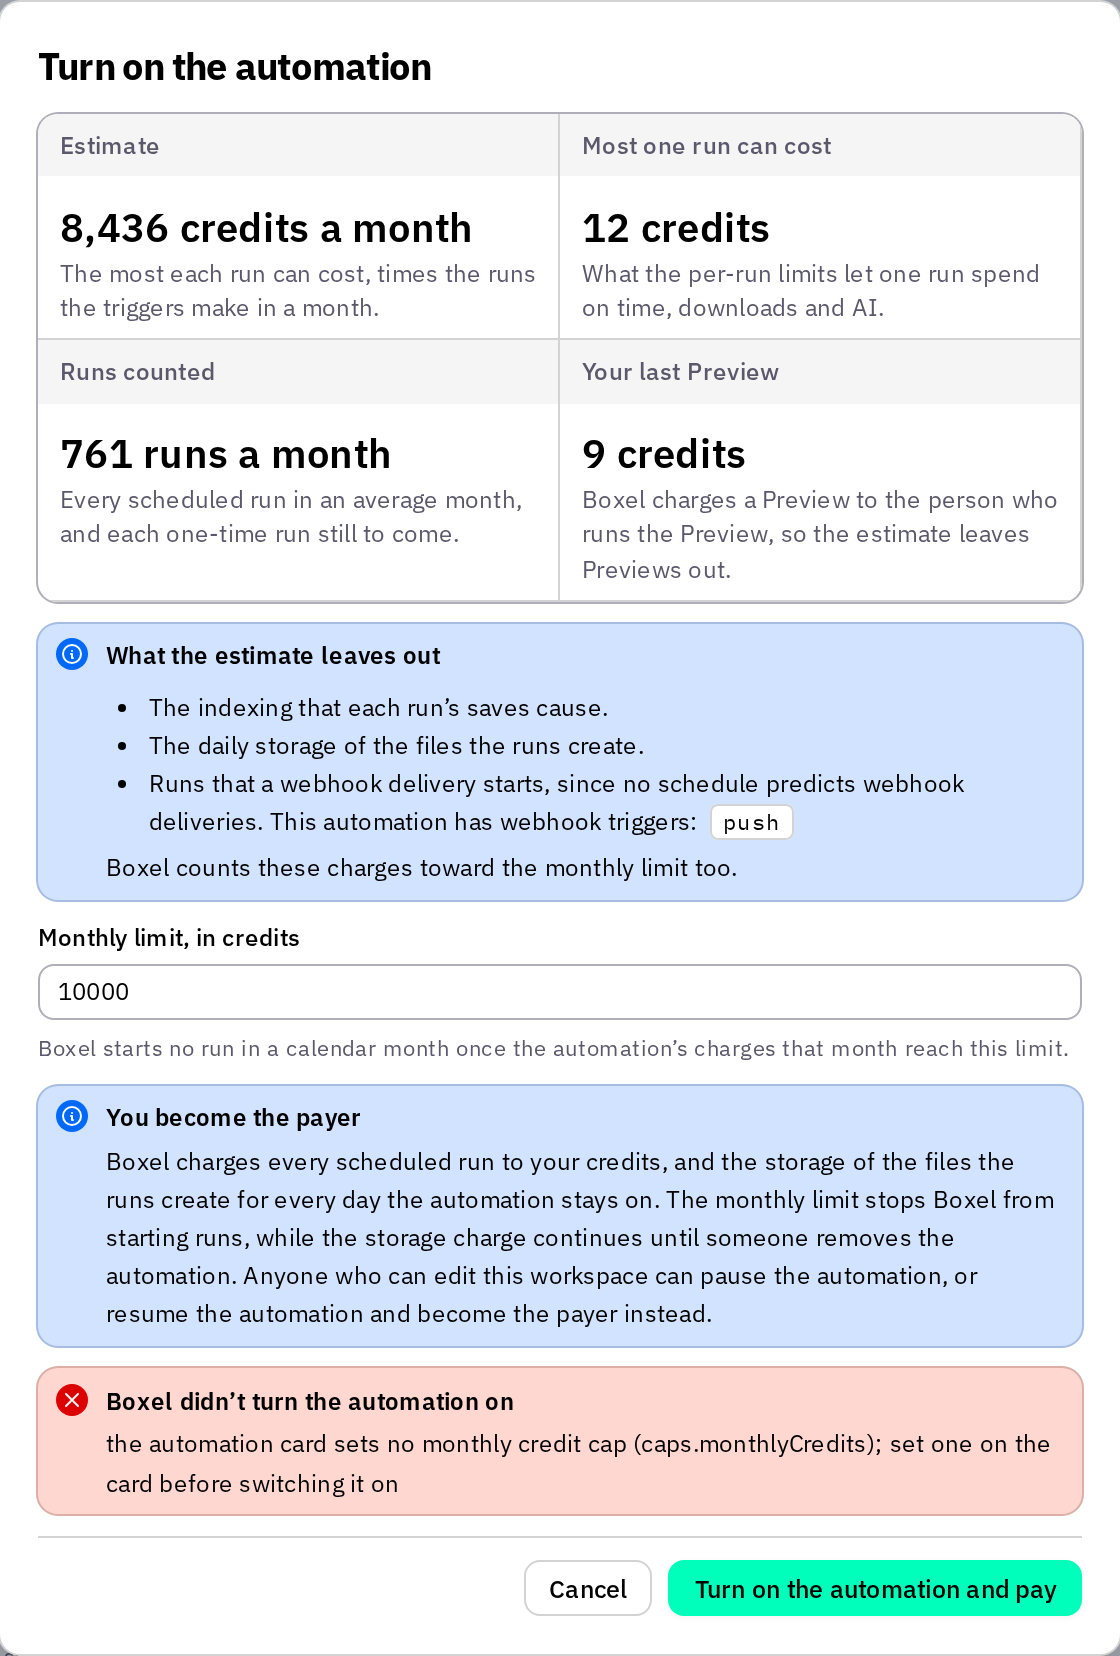 Turn on the automation
Estimate
8,436 credits a month
The most each run can cost, times the runs
the triggers make in a month.
Most one run can cost
12 credits
What the per-run limits let one run spend
on time, downloads and AI.
Runs counted
761 runs a month
Every scheduled run in an average month,
and each one-time run still to come.
Your last Preview
9 credits
Boxel charges a Preview to the person who
runs the Preview, so the estimate leaves
Previews out.
What the estimate leaves out
• The indexing that each run’s saves cause.
• The daily storage of the files the runs create.
• Runs that a webhook delivery starts, since no schedule predicts webhook
deliveries. This automation has webhook triggers: push
Boxel counts these charges toward the monthly limit too.
Monthly limit, in credits
10000
Boxel starts no run in a calendar month once the automation’s charges that month reach this limit.
You become the payer
Boxel charges every scheduled run to your credits, and the storage of the files the
runs create for every day the automation stays on. The monthly limit stops Boxel from
starting runs, while the storage charge continues until someone removes the
automation. Anyone who can edit this workspace can pause the automation, or
resume the automation and become the payer instead.
Boxel didn’t turn the automation on
the automation card sets no monthly credit cap (caps.monthlyCredits); set one on the
card before switching it on
Cancel
Turn on the automation and pay